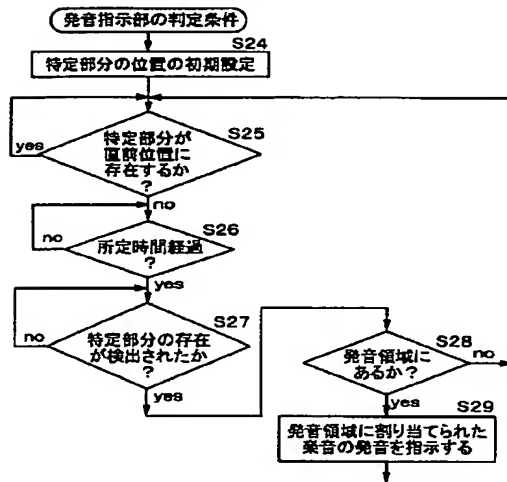 発音指示部の判定条件
S24
特定部分の位置の初期設定
S25
特定部分が
直前位置に
存在するか
?
yes
no
S26
所定時間経過
?
no
yes
S27
特定部分の存在
が検出されたか
?
no
yes
S28
発音領域に
あるか?
no
yes
S29
発音領域に割り当てられた
楽音の発音を指示する